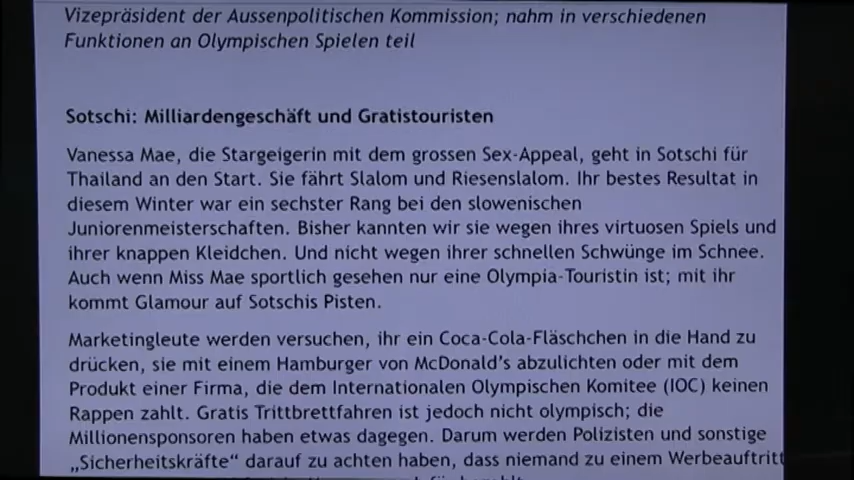 Vizepräsident der Aussenpolitischen Kommission; nahm in verschiedenen
Funktionen an Olympischen Spielen teil
Sotschi: Milliardengeschäft und Gratistouristen
Vanessa Mae, die Stargeigerin mit dem grossen Sex-Appeal, geht in Sotschi für
Thailand an den Start. Sie fährt Slalom und Riesenslalom. Ihr bestes Resultat in
diesem Winter war ein sechster Rang bei den slowenischen
Juniorenmeisterschaften. Bisher kannten wir sie wegen ihres virtuosen Spiels und
ihrer knappen Kleidchen. Und nicht wegen ihrer schnellen Schwünge im Schnee.
Auch wenn Miss Mae sportlich gesehen nur eine Olympia-Touristin ist; mit ihr
kommt Glamour auf Sotschis Pisten.
Marketingleute werden versuchen, ihr ein Coca-Cola-Fläschchen in die Hand zu
drücken, sie mit einem Hamburger von McDonald's abzulichten oder mit dem
Produkt einer Firma, die dem Internationalen Olympischen Komitee (IOC) keinen
Rappen zahlt. Gratis Trittbrettfahren ist jedoch nicht olympisch; die
Millionensponsoren haben etwas dagegen. Darum werden Polizisten und sonstige
„Sicherheitskräfte“ darauf zu achten haben, dass niemand zu einem Werbeauftritt